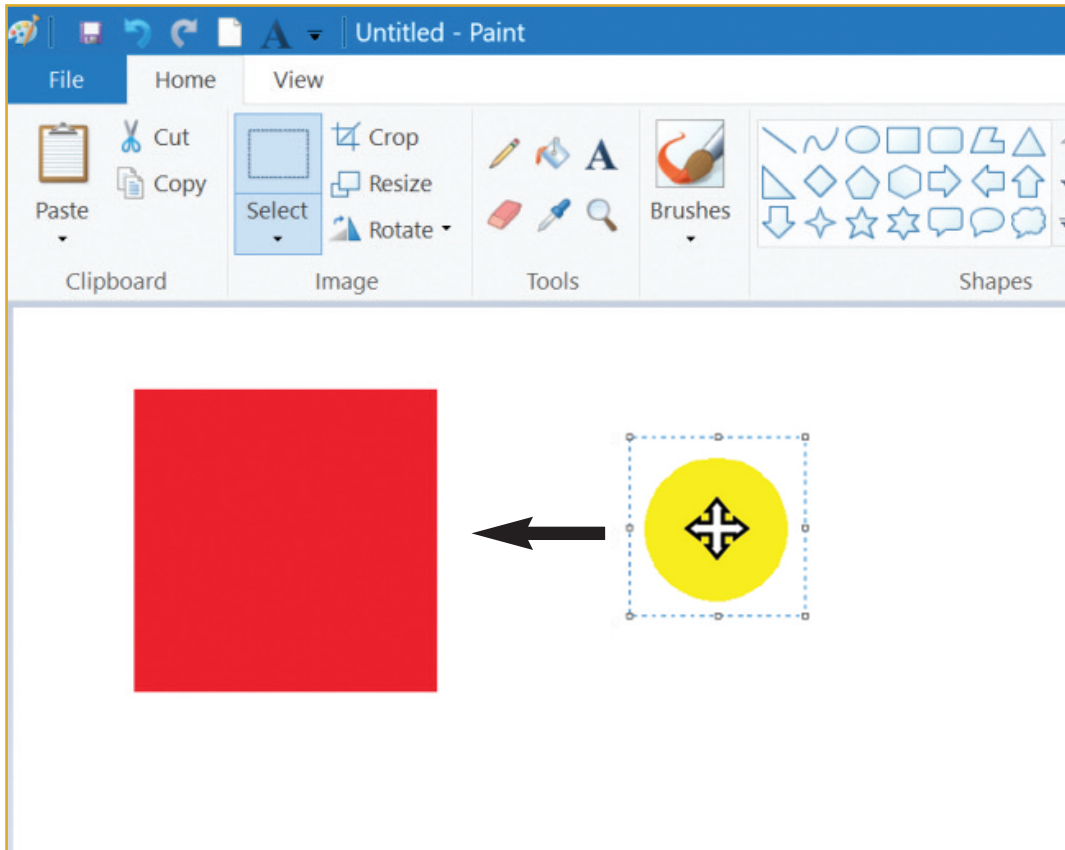 Untitled - Paint
File Home View
Cut
Copy
Paste
Clipboard
Select
Crop
Resize
Rotate
Image
A
Tools
Brushes
Shapes